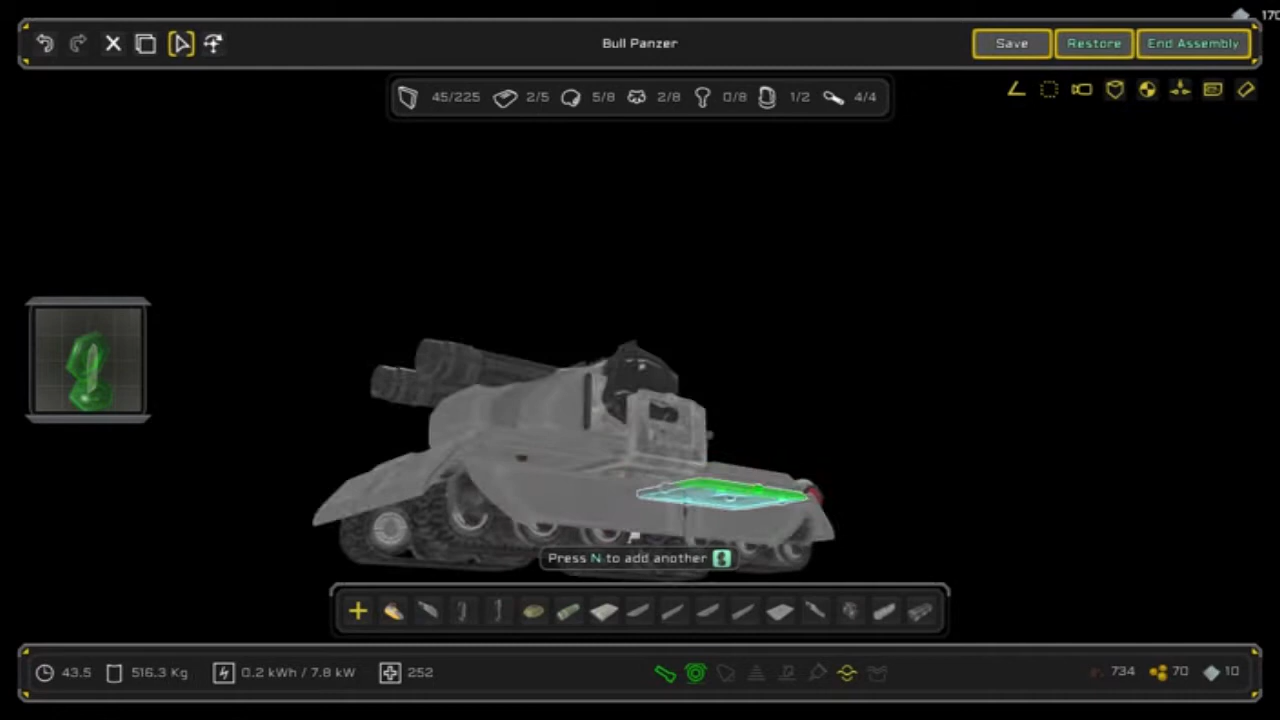 170
Bull Panzer
Save Restore End Assembly
45/225 2/5 5/8 2/8 0/8 1/2 4/4
Press N to add another
43.5 516.3 Kg 0.2 kWh / 7.8 kW 252 734 70 10